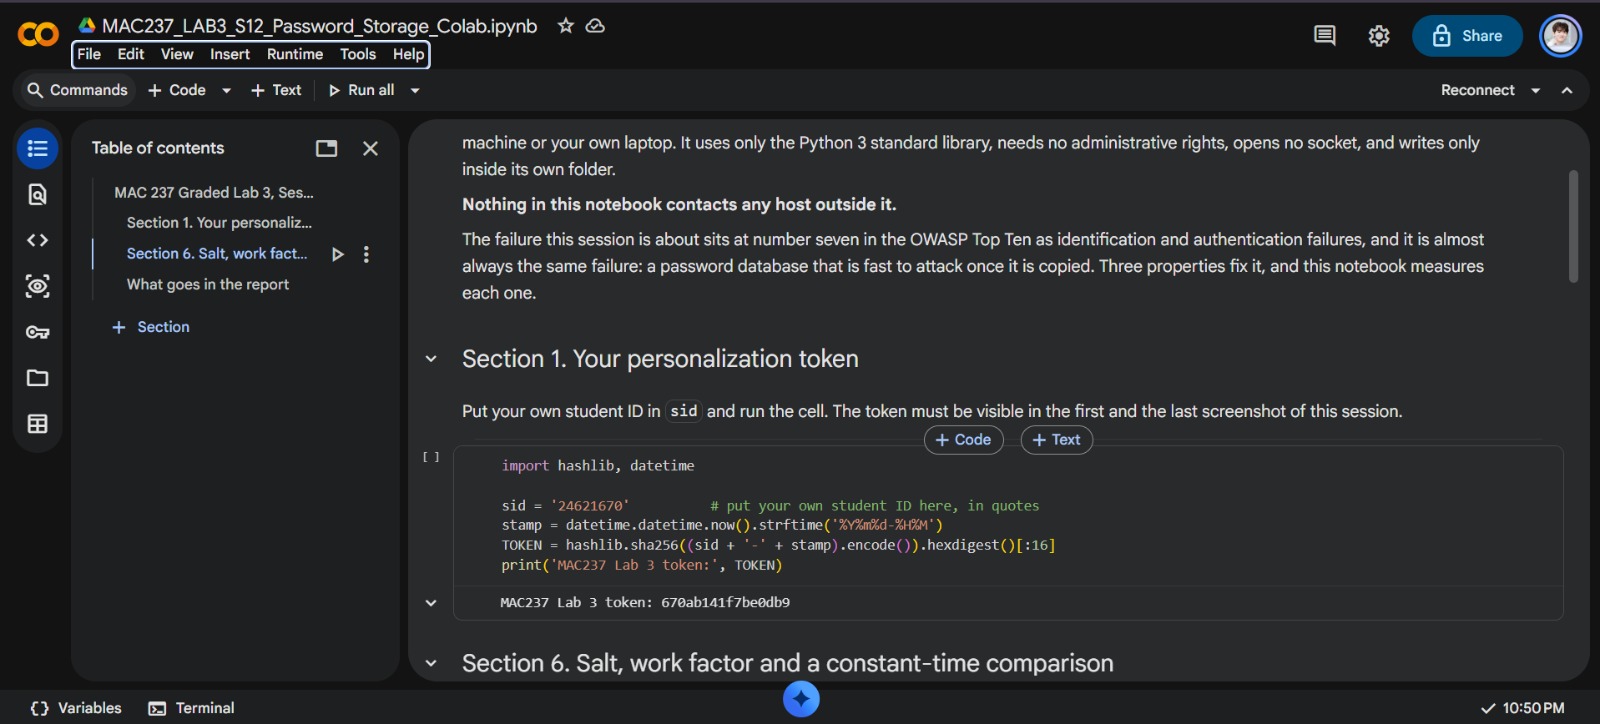 MAC237_LAB3_S12_Password_Storage_Colab.ipynb
File Edit View Insert Runtime Tools Help
Share
Commands + Code + Text Run all
Reconnect
Table of contents
MAC 237 Graded Lab 3, Ses...
Section 1. Your personaliz...
Section 6. Salt, work fact...
What goes in the report
+ Section
machine or your own laptop. It uses only the Python 3 standard library, needs no administrative rights, opens no socket, and writes only
inside its own folder.
Nothing in this notebook contacts any host outside it.
The failure this session is about sits at number seven in the OWASP Top Ten as identification and authentication failures, and it is almost
always the same failure: a password database that is fast to attack once it is copied. Three properties fix it, and this notebook measures
each one.
Section 1. Your personalization token
Put your own student ID in sid and run the cell. The token must be visible in the first and the last screenshot of this session.
+ Code + Text
[ ]
import hashlib, datetime
sid = '24621670' # put your own student ID here, in quotes
stamp = datetime.datetime.now().strftime('%Y%m%d-%H%M')
TOKEN = hashlib.sha256((sid + '-' + stamp).encode()).hexdigest()[:16]
print('MAC237 Lab 3 token:', TOKEN)
MAC237 Lab 3 token: 670ab141f7be0db9
Section 6. Salt, work factor and a constant-time comparison
{} Variables Terminal
10:50 PM